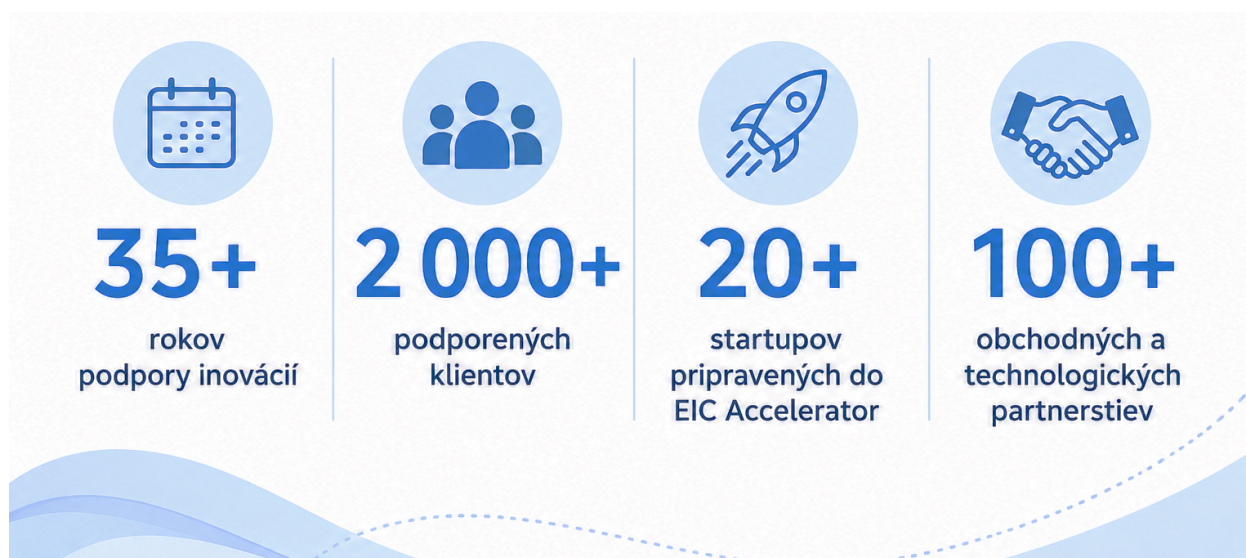 35+
rokov
podpory inovácií
2 000+
podporených
klientov
20+
startupov
pripravených do
EIC Accelerator
100+
obchodných a
technologických
partnerstiev